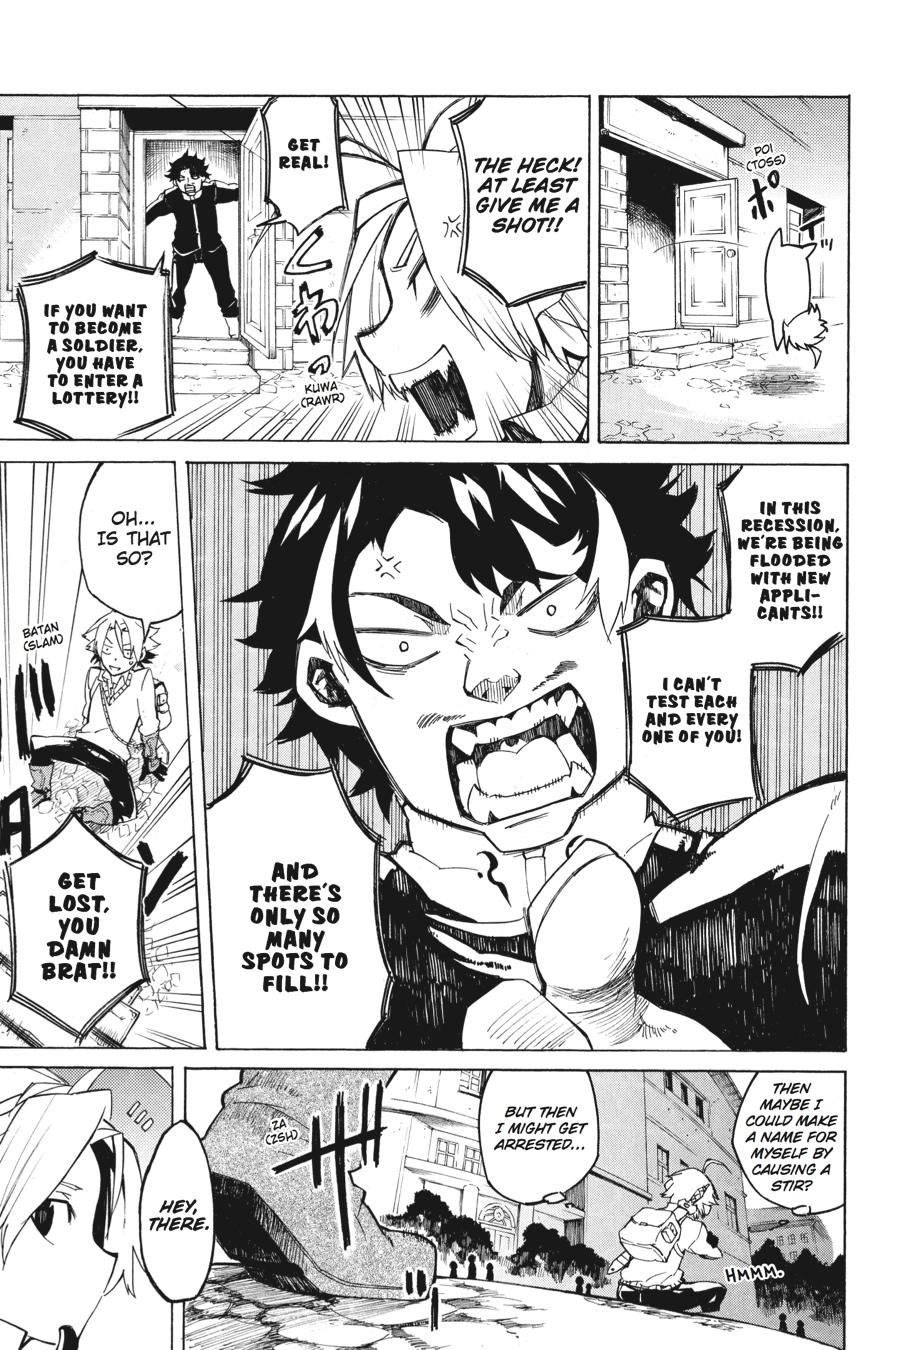 POI
(TOSS)
ポ
THE HECK!
AT LEAST
GIVE ME A
SHOT!!
くわっ
KUWA
(RAWR)
GET
REAL!
IF YOU WANT
TO BECOME
A SOLDIER,
YOU HAVE
TO ENTER A
LOTTERY!!
IN THIS
RECESSION,
WE'RE BEING
FLOODED
WITH NEW
APPLI-
CANTS!!
I CAN'T
TEST EACH
AND EVERY
ONE OF YOU!
AND
THERE'S
ONLY SO
MANY
SPOTS TO
FILL!!
OH...
IS THAT
SO?
BATAN
(SLAM)
GET
LOST,
YOU
DAMN
BRAT!!
THEN
MAYBE I
COULD MAKE
A NAME FOR
MYSELF BY
CAUSING A
STIR?
HMMM.
BUT THEN
I MIGHT GET
ARRESTED...
ZA
(ZSH)
HEY,
THERE.